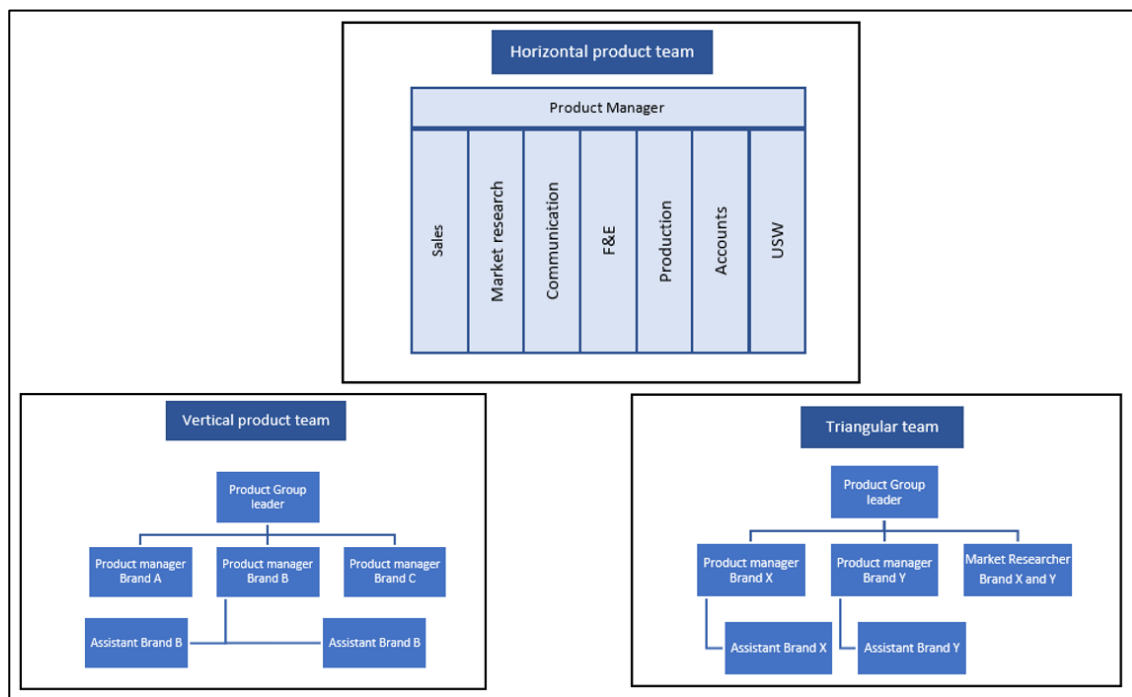 Horizontal product team
Product Manager
Sales
Market research
Communication
F&E
Production
Accounts
USW
Vertical product team
Product Group
leader
Product manager
Brand A
Product manager
Brand B
Product manager
Brand C
Assistant Brand B
Assistant Brand B
Triangular team
Product Group
leader
Product manager
Brand X
Product manager
Brand Y
Market Researcher
Brand X and Y
Assistant Brand X
Assistant Brand Y